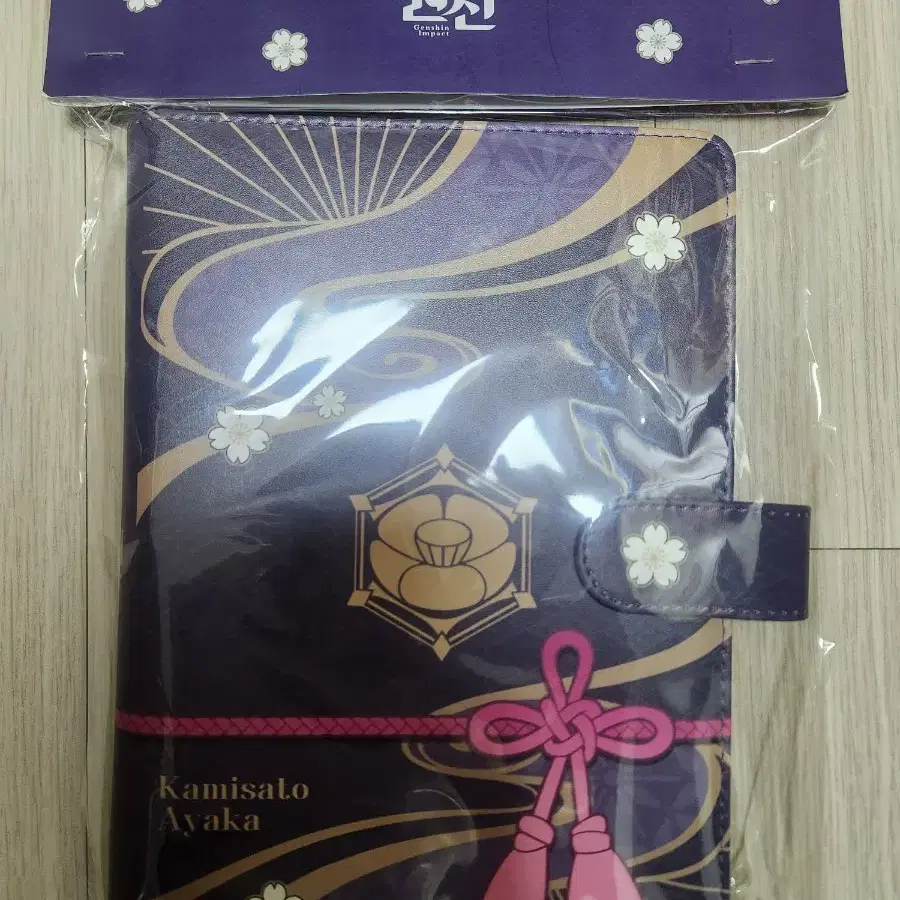 원신
Genshin
Impact
Kamisato
Ayaka